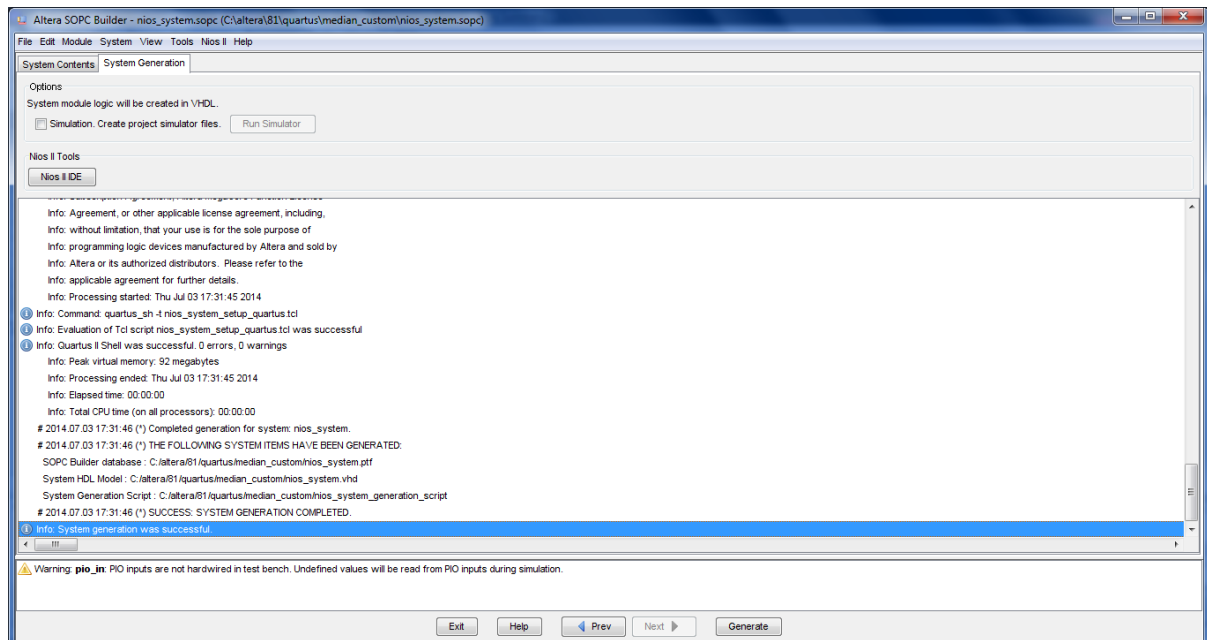 Altera SOPC Builder - nios_system.sopc (C:\altera\81\quartus\median_custom\nios_system.sopc)
File Edit Module System View Tools Nios II Help
System Contents System Generation
Options
System module logic will be created in VHDL.
Simulation. Create project simulator files. Run Simulator
Nios II Tools
Nios II IDE
Info: Subscription Agreement, Altera MegaCore Function License
Info: Agreement, or other applicable license agreement, including,
Info: without limitation, that your use is for the sole purpose of
Info: programming logic devices manufactured by Altera and sold by
Info: Altera or its authorized distributors. Please refer to the
Info: applicable agreement for further details.
Info: Processing started: Thu Jul 03 17:31:45 2014
Info: Command: quartus_sh -t nios_system_setup_quartus.tcl
Info: Evaluation of Tcl script nios_system_setup_quartus.tcl was successful
Info: Quartus II Shell was successful. 0 errors, 0 warnings
Info: Peak virtual memory: 92 megabytes
Info: Processing ended: Thu Jul 03 17:31:45 2014
Info: Elapsed time: 00:00:00
Info: Total CPU time (on all processors): 00:00:00
# 2014.07.03 17:31:46 (*) Completed generation for system: nios_system.
# 2014.07.03 17:31:46 (*) THE FOLLOWING SYSTEM ITEMS HAVE BEEN GENERATED:
SOPC Builder database : C:/altera/81/quartus/median_custom/nios_system.ptf
System HDL Model : C:/altera/81/quartus/median_custom/nios_system.vhd
System Generation Script : C:/altera/81/quartus/median_custom/nios_system_generation_script
# 2014.07.03 17:31:46 (*) SUCCESS: SYSTEM GENERATION COMPLETED.
Info: System generation was successful.
Warning: pio_in: PIO inputs are not hardwired in test bench. Undefined values will be read from PIO inputs during simulation.
Exit Help Prev Next Generate